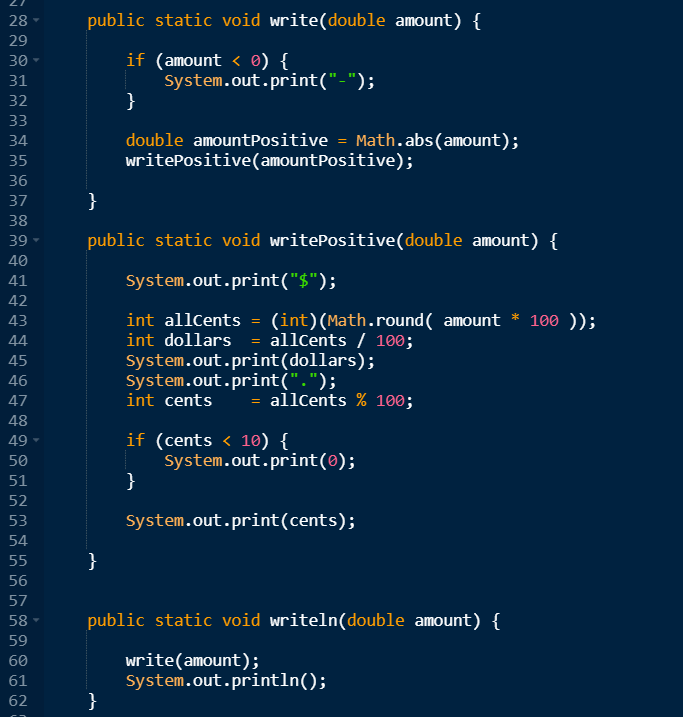 28 public static void write(double amount) {
29
30 if (amount < 0) {
31 System.out.print("-");
32 }
33
34 double amountPositive = Math.abs(amount);
35 writePositive(amountPositive);
36
37 }
38
39 public static void writePositive(double amount) {
40
41 System.out.print("$");
42
43 int allCents = (int)(Math.round( amount * 100 ));
44 int dollars  = allCents / 100;
45 System.out.print(dollars);
46 System.out.print(".");
47 int cents    = allCents % 100;
48
49 if (cents < 10) {
50 System.out.print(0);
51 }
52
53 System.out.print(cents);
54
55 }
56
57
58 public static void writeln(double amount) {
59
60 write(amount);
61 System.out.println();
62 }